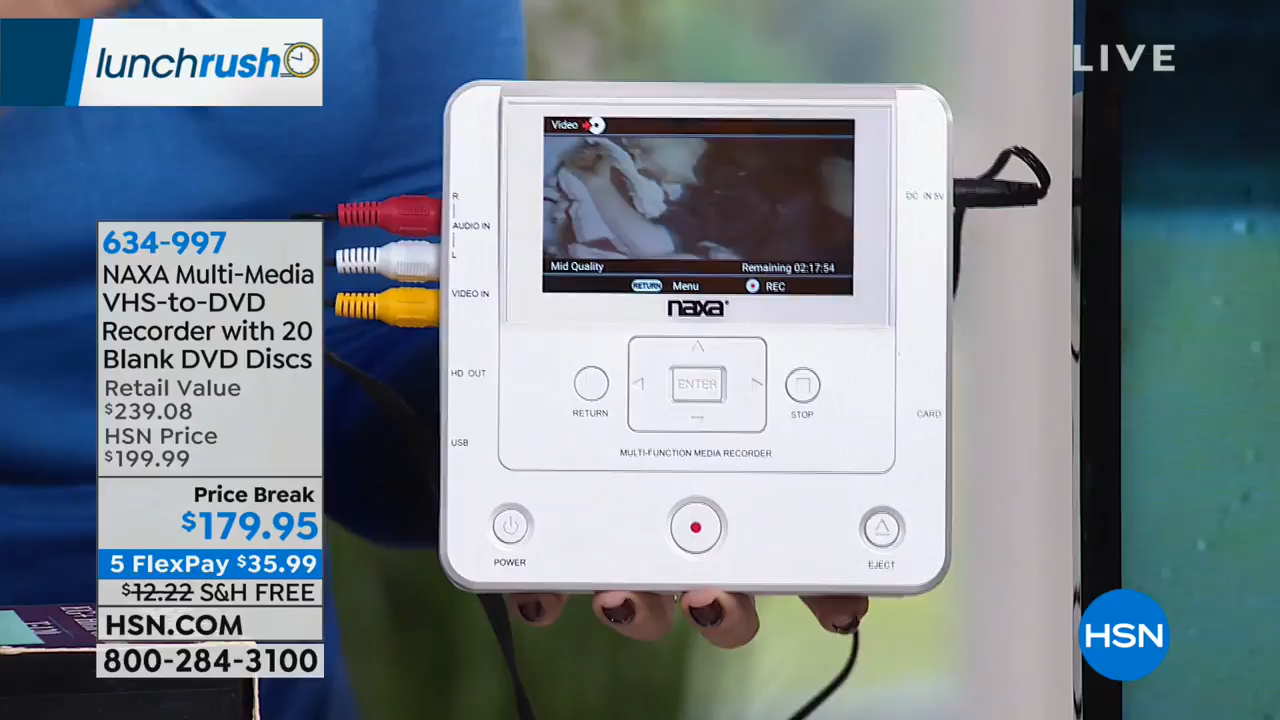 lunchrush
LIVE
634-997
NAXA Multi-Media
VHS-to-DVD
Recorder with 20
Blank DVD Discs
Retail Value
$239.08
HSN Price
$199.99
Price Break
$179.95
5 FlexPay $35.99
$12.22 S&H FREE
HSN.COM
800-284-3100
Video
Mid Quality
Remaining 02:17:54
RETURN Menu
REC
naxa
R
AUDIO IN
L
VIDEO IN
HD OUT
USB
DC IN 5V
CARD
ENTER
RETURN
STOP
MULTI-FUNCTION MEDIA RECORDER
POWER
EJECT
HSN